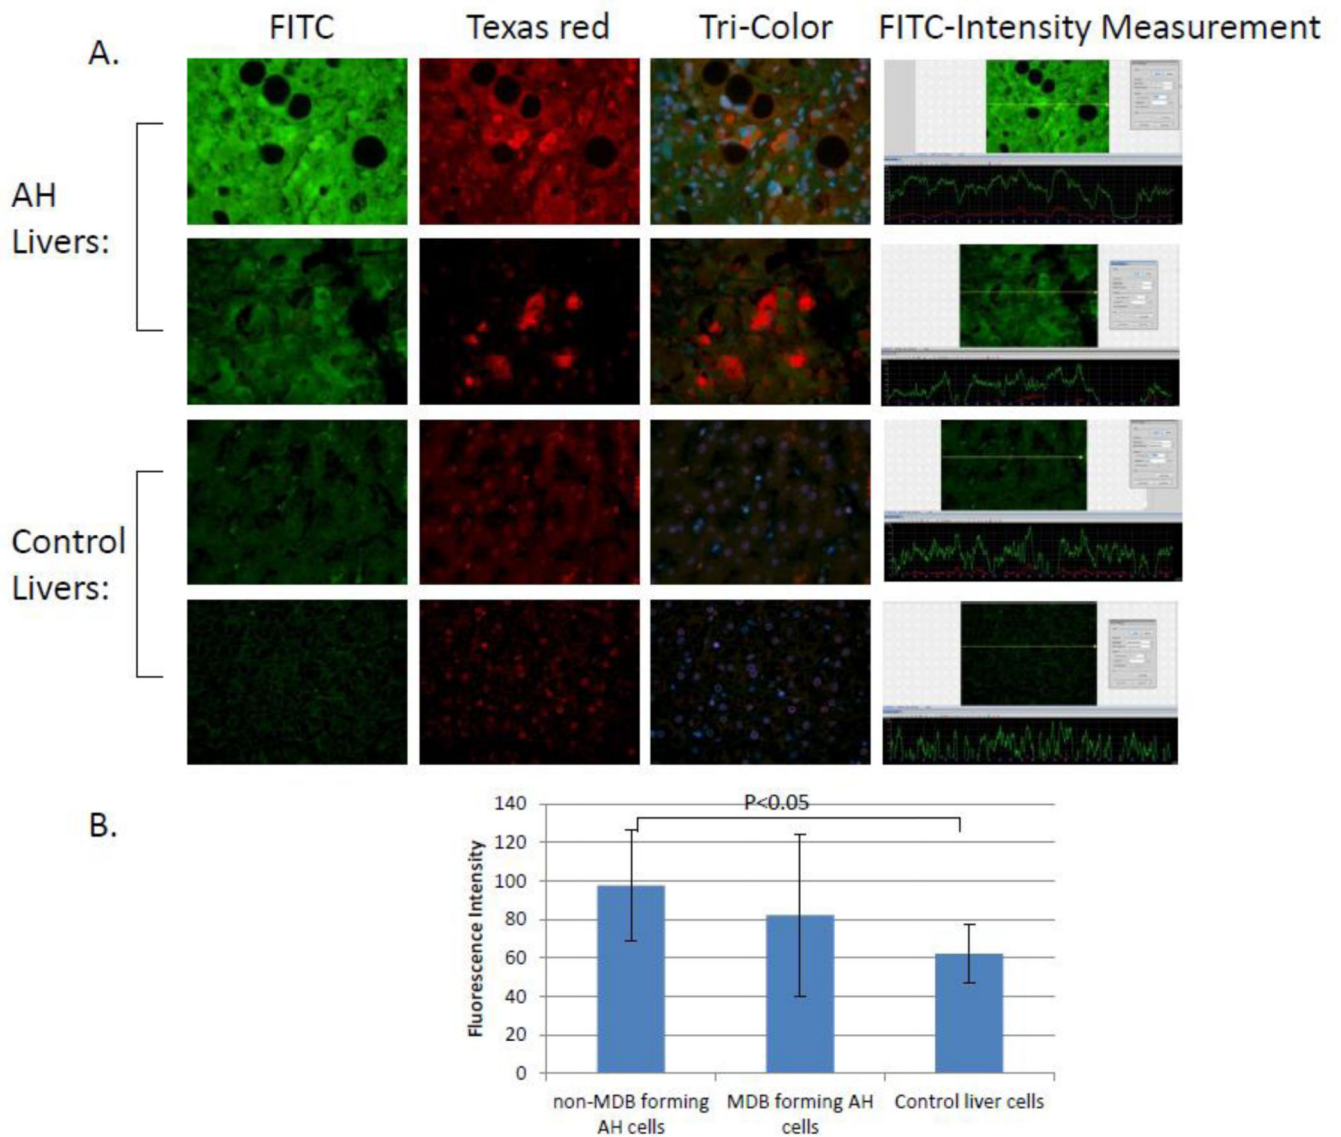 FITC Texas red Tri-Color FITC-Intensity Measurement
A.
AH
Livers:
Control
Livers:
B.
P<0.05
140
120
100
80
60
40
20
0
Fluorescence Intensity
non-MDB forming
AH cells
MDB forming AH
cells
Control liver cells